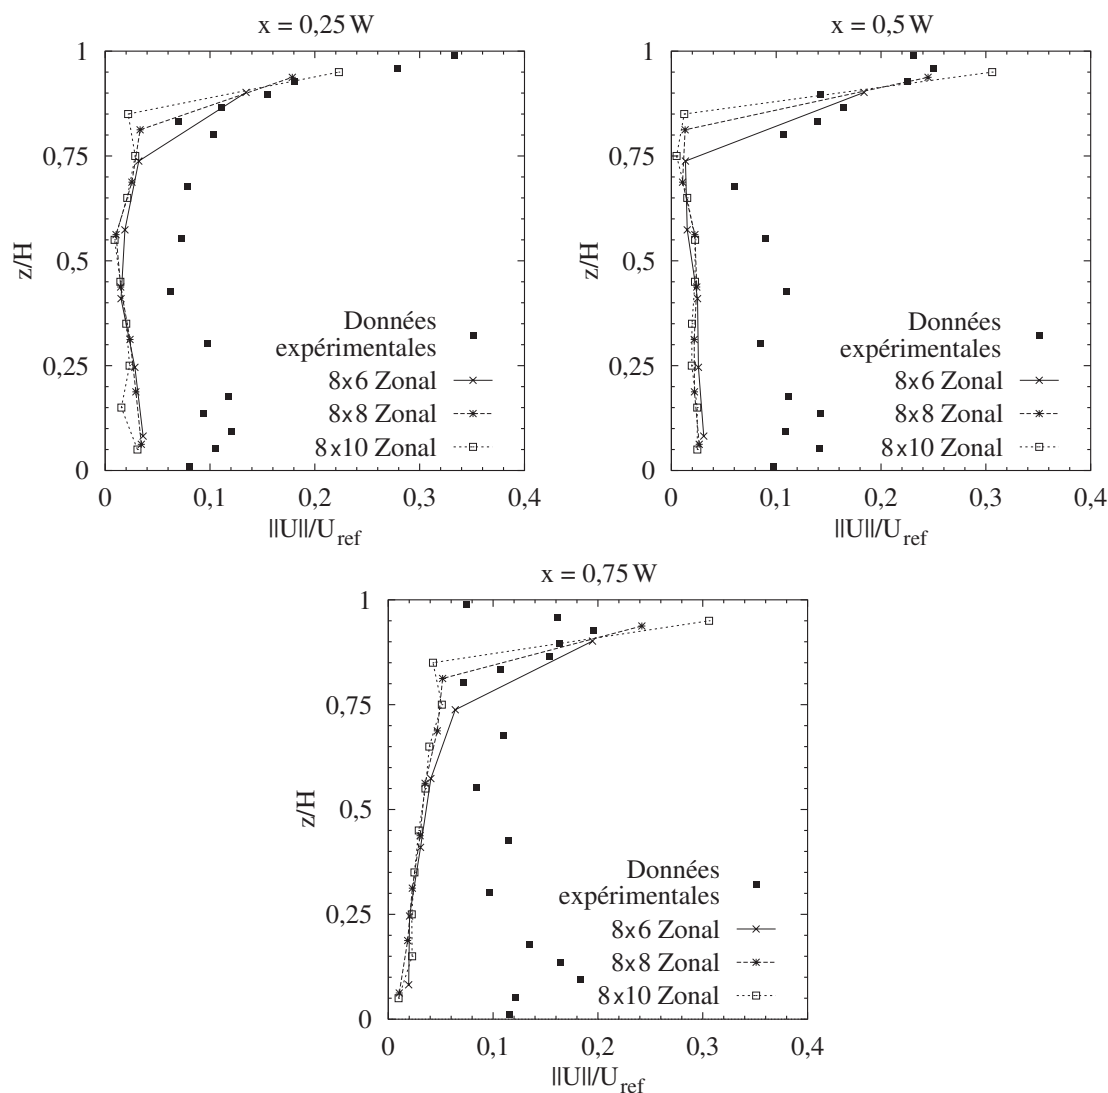 x = 0,25 W
1
0,75
0,5
0,25
0
z/H
Données
expérimentales
8x6 Zonal
8x8 Zonal
8x10 Zonal
0 0,1 0,2 0,3 0,4
||U||/U_ref
x = 0,5 W
1
0,75
0,5
0,25
0
z/H
Données
expérimentales
8x6 Zonal
8x8 Zonal
8x10 Zonal
0 0,1 0,2 0,3 0,4
||U||/U_ref
x = 0,75 W
1
0,75
0,5
0,25
0
z/H
Données
expérimentales
8x6 Zonal
8x8 Zonal
8x10 Zonal
0 0,1 0,2 0,3 0,4
||U||/U_ref